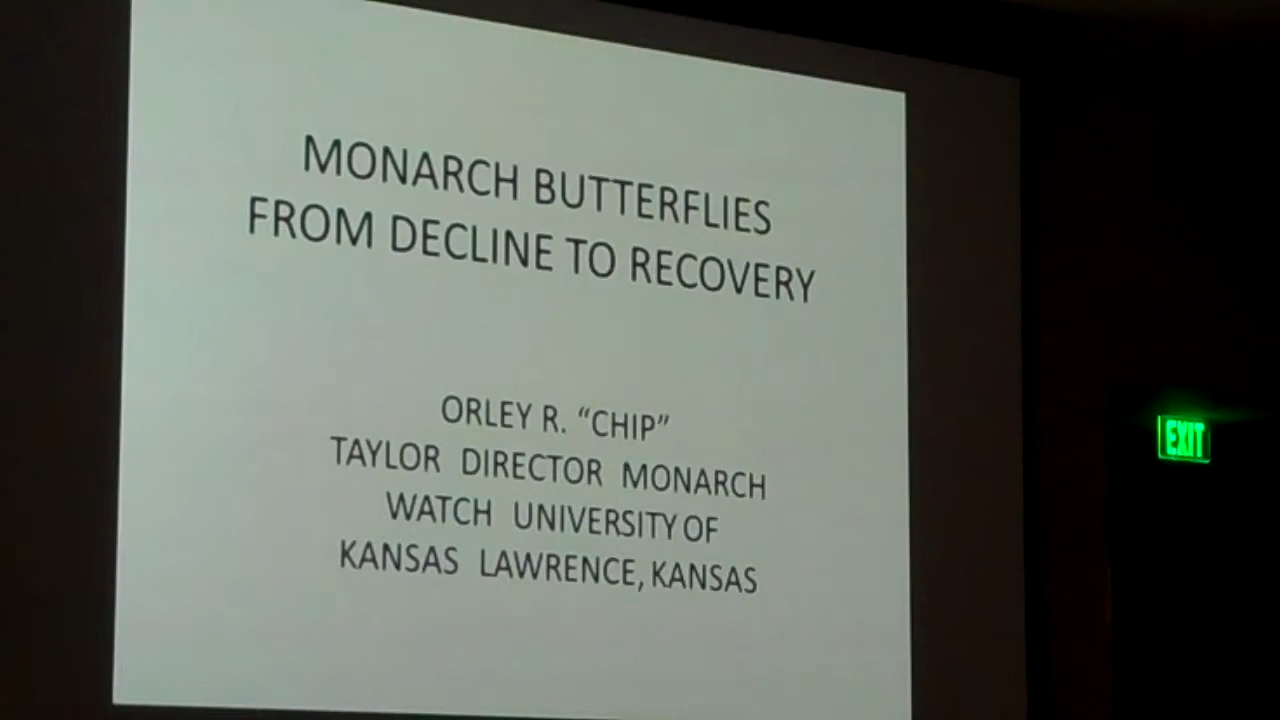 MONARCH BUTTERFLIES
FROM DECLINE TO RECOVERY
ORLEY R. “CHIP”
TAYLOR DIRECTOR MONARCH
WATCH UNIVERSITY OF
KANSAS LAWRENCE, KANSAS
EXIT